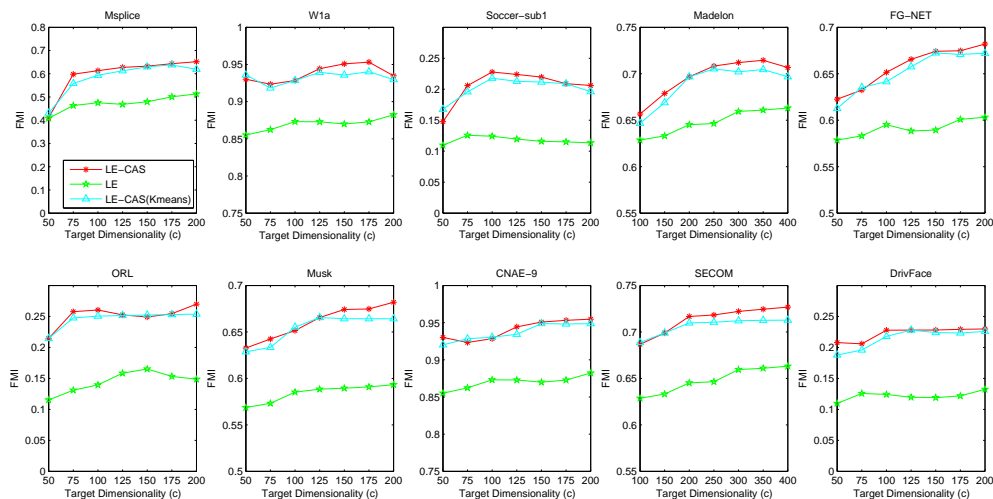 Msplice
W1a
Soccer−sub1
Madelon
FG−NET
0.8
0.7
0.6
0.5
0.4
0.3
0.2
0.1
0
FMI
LE−CAS
LE
LE−CAS(Kmeans)
50 75 100 125 150 175 200
Target Dimensionality (c)
1
0.95
0.9
0.85
0.8
0.75
FMI
50 75 100 125 150 175 200
Target Dimensionality (c)
0.25
0.2
0.15
0.1
0.05
0
FMI
50 75 100 125 150 175 200
Target Dimensionality (c)
0.75
0.7
0.65
0.6
0.55
FMI
100 150 200 250 300 350 400
Target Dimensionality (c)
0.7
0.65
0.6
0.55
0.5
FMI
50 75 100 125 150 175 200
Target Dimensionality (c)
ORL
Musk
CNAE−9
SECOM
DrivFace
0.25
0.2
0.15
0.1
0.05
0
FMI
50 75 100 125 150 175 200
Target Dimensionality (c)
0.7
0.65
0.6
0.55
0.5
FMI
50 75 100 125 150 175 200
Target Dimensionality (c)
1
0.95
0.9
0.85
0.8
0.75
FMI
50 75 100 125 150 175 200
Target Dimensionality (c)
0.75
0.7
0.65
0.6
0.55
FMI
100 150 200 250 300 350 400
Target Dimensionality (c)
0.25
0.2
0.15
0.1
0.05
0
FMI
50 75 100 125 150 175 200
Target Dimensionality (c)